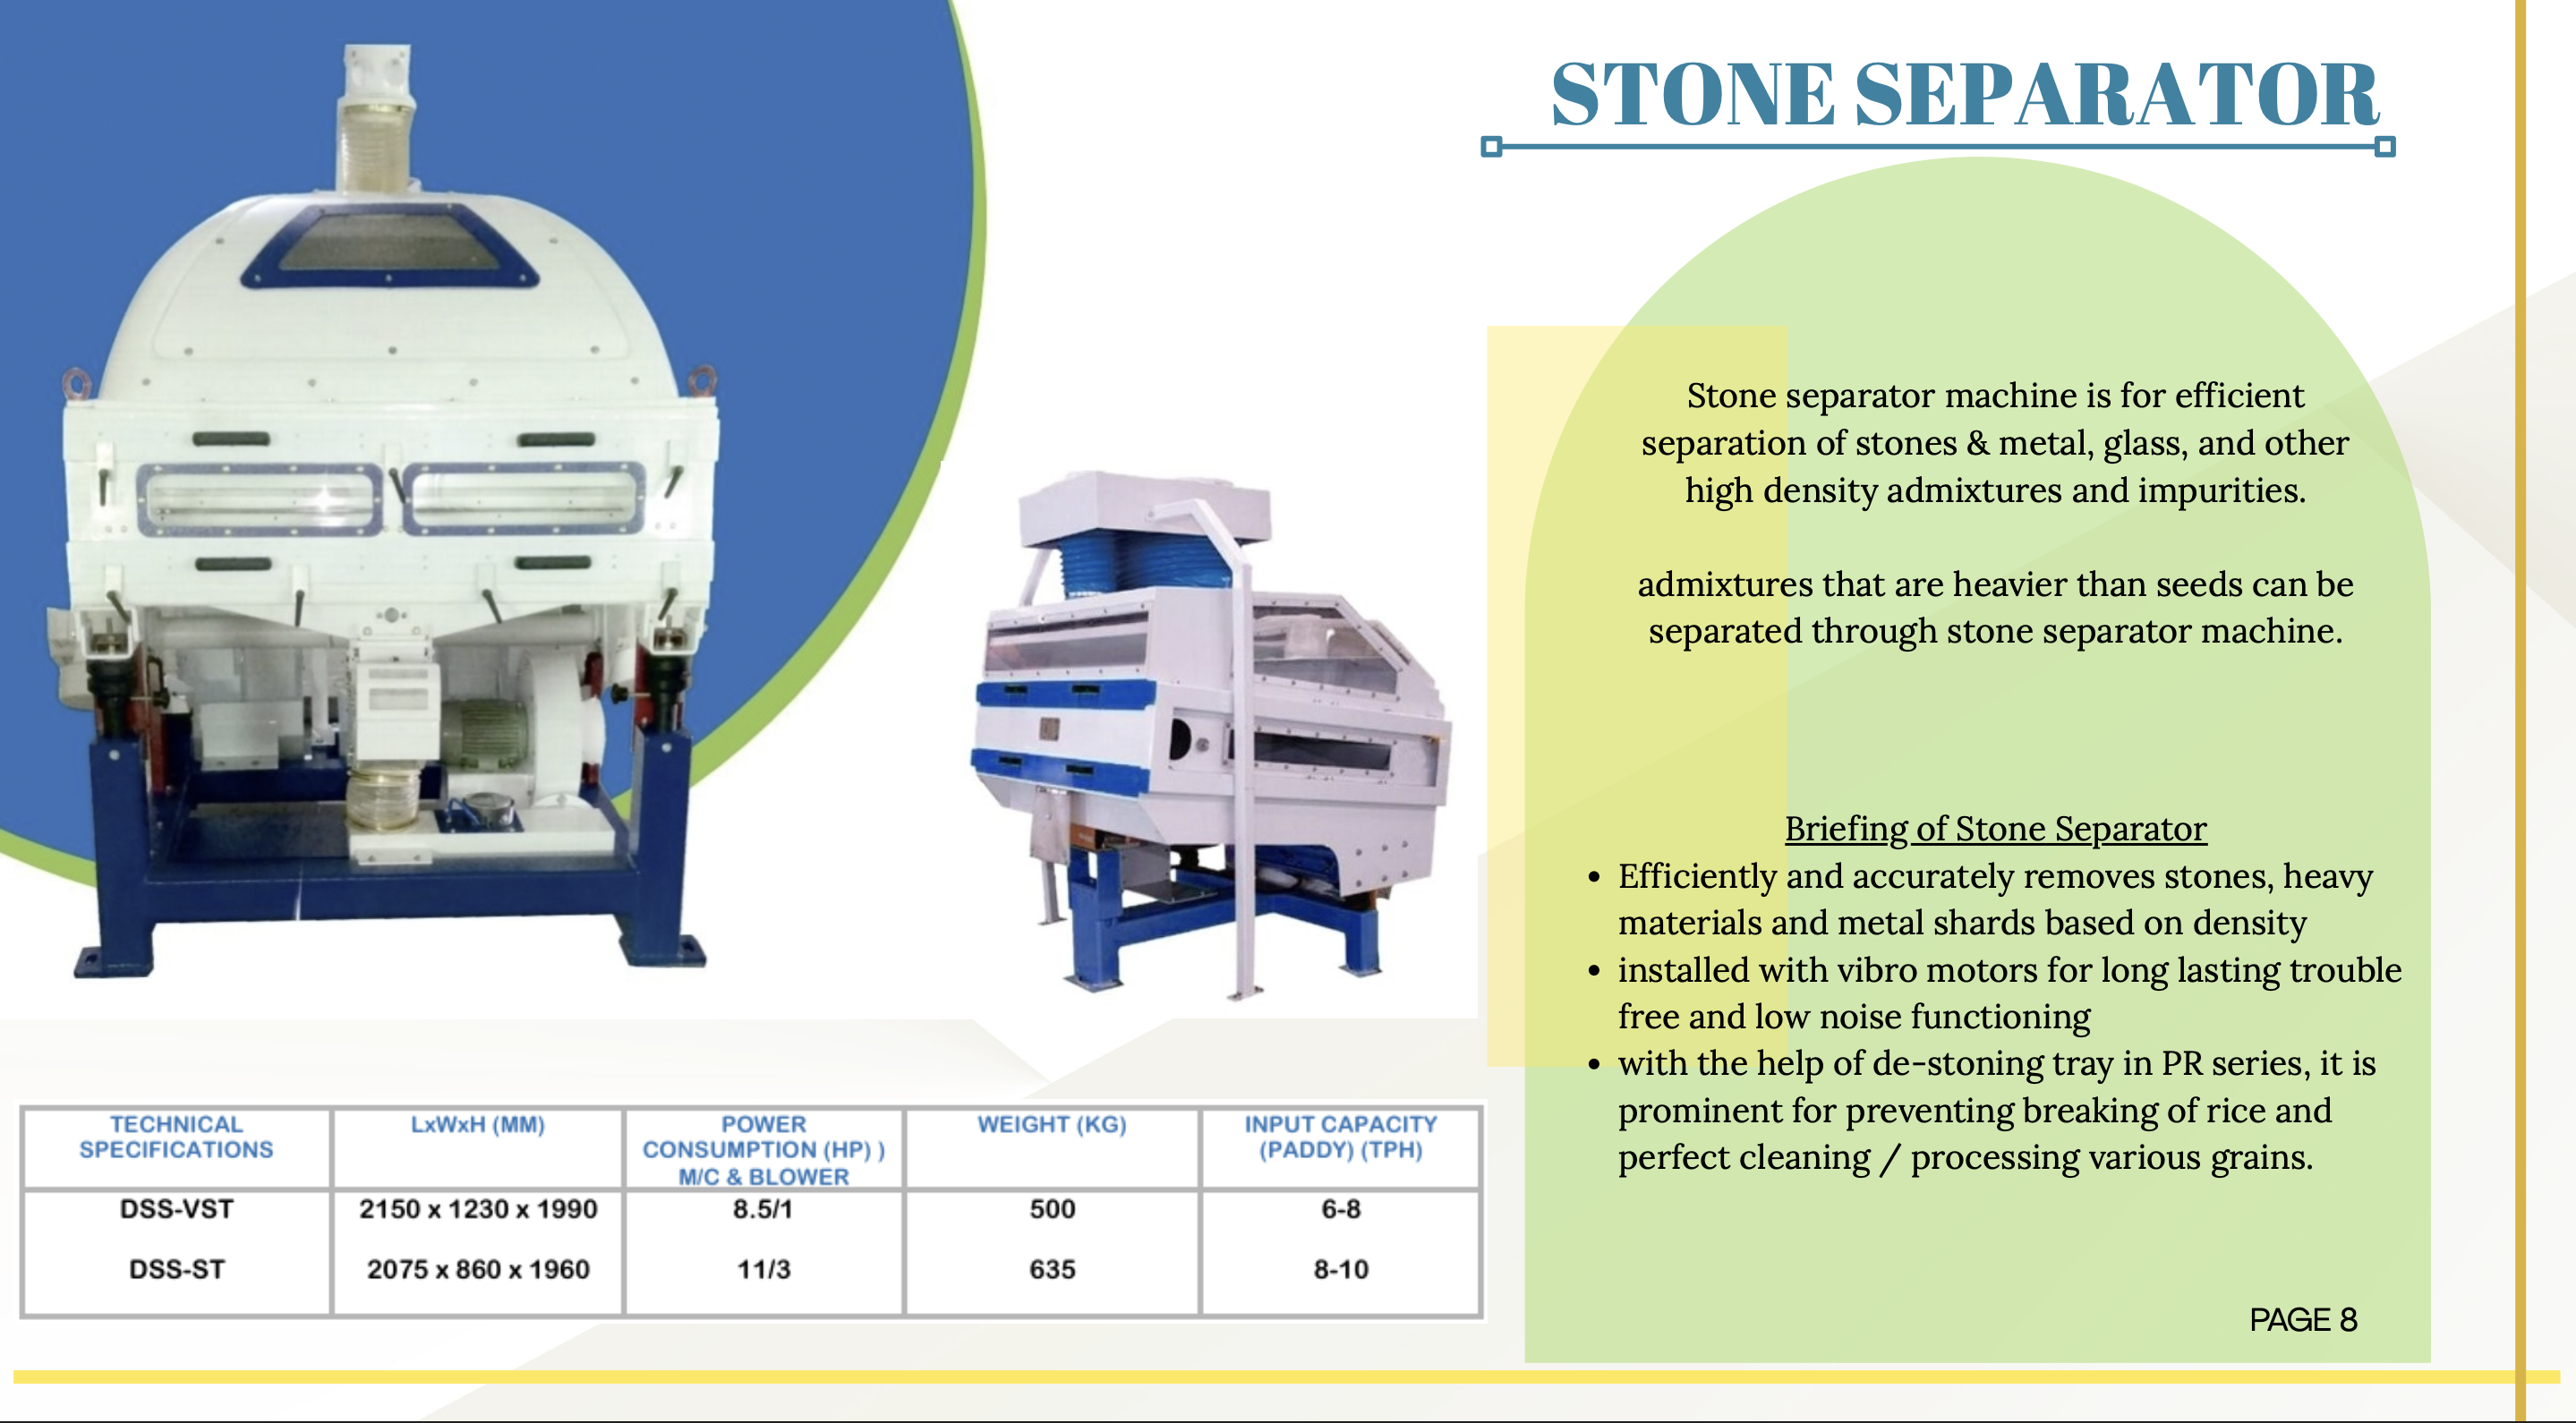 STONE SEPARATOR
Stone separator machine is for efficient
separation of stones & metal, glass, and other
high density admixtures and impurities.
admixtures that are heavier than seeds can be
separated through stone separator machine.
Briefing of Stone Separator
• Efficiently and accurately removes stones, heavy
materials and metal shards based on density
• installed with vibro motors for long lasting trouble
free and low noise functioning
• with the help of de-stoning tray in PR series, it is
prominent for preventing breaking of rice and
perfect cleaning / processing various grains.
TECHNICAL SPECIFICATIONS LxWxH (MM) POWER CONSUMPTION (HP) ) M/C & BLOWER WEIGHT (KG) INPUT CAPACITY (PADDY) (TPH)
DSS-VST 2150 x 1230 x 1990 8.5/1 500 6-8
DSS-ST 2075 x 860 x 1960 11/3 635 8-10
PAGE 8